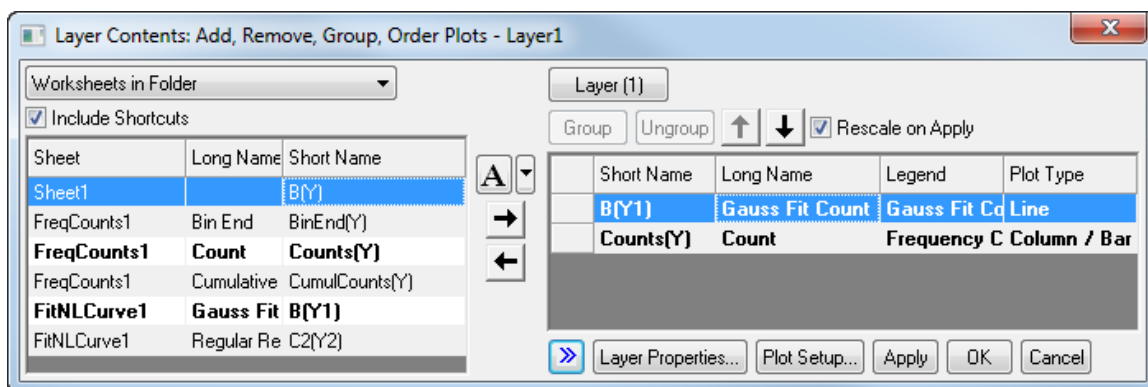 Layer Contents: Add, Remove, Group, Order Plots - Layer1
x
Worksheets in Folder
Include Shortcuts
Sheet Long Name Short Name
Sheet1 B(Y)
FreqCounts1 Bin End BinEnd(Y)
FreqCounts1 Count Counts(Y)
FreqCounts1 Cumulative CumulCounts(Y)
FitNLCurve1 Gauss Fit B(Y1)
FitNLCurve1 Regular Re C2(Y2)
A
Layer (1)
Group Ungroup Rescale on Apply
Short Name Long Name Legend Plot Type
B(Y1) Gauss Fit Count Gauss Fit Co Line
Counts(Y) Count Frequency C Column / Bar
Layer Properties... Plot Setup... Apply OK Cancel